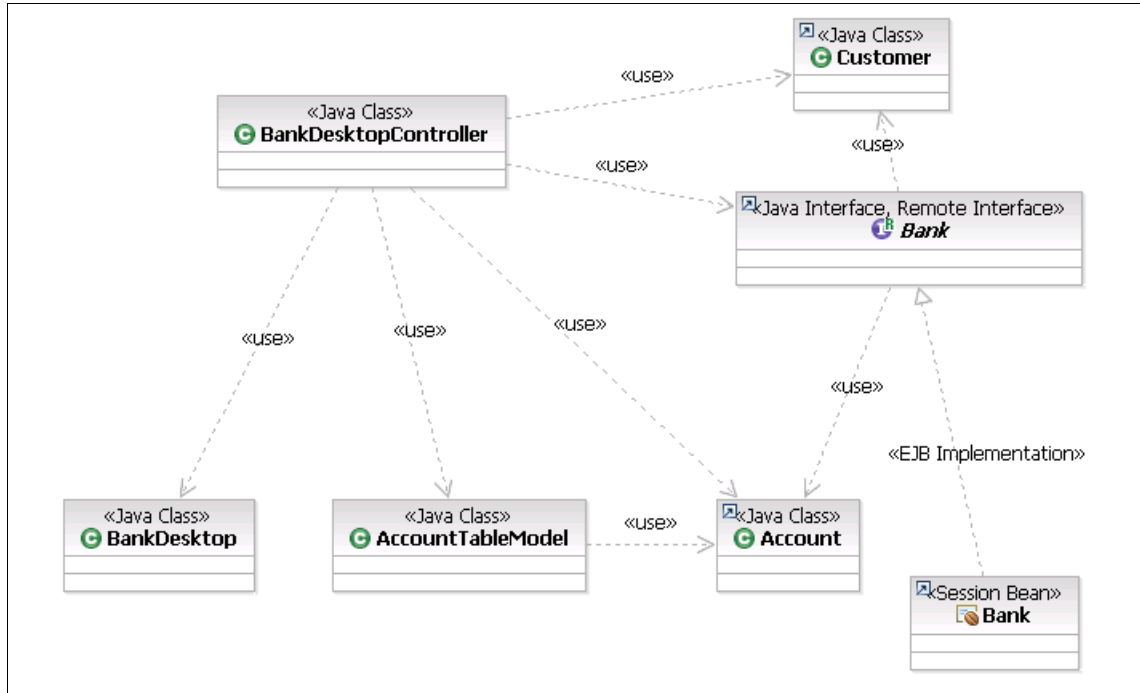 «Java Class»
Customer
«use»
«Java Class»
BankDesktopController
«use»
«use»
«Java Interface, Remote Interface»
Bank
«use»
«use»
«use»
«use»
«EJB Implementation»
«Java Class»
BankDesktop
«Java Class»
AccountTableModel
«use»
«Java Class»
Account
«Session Bean»
Bank